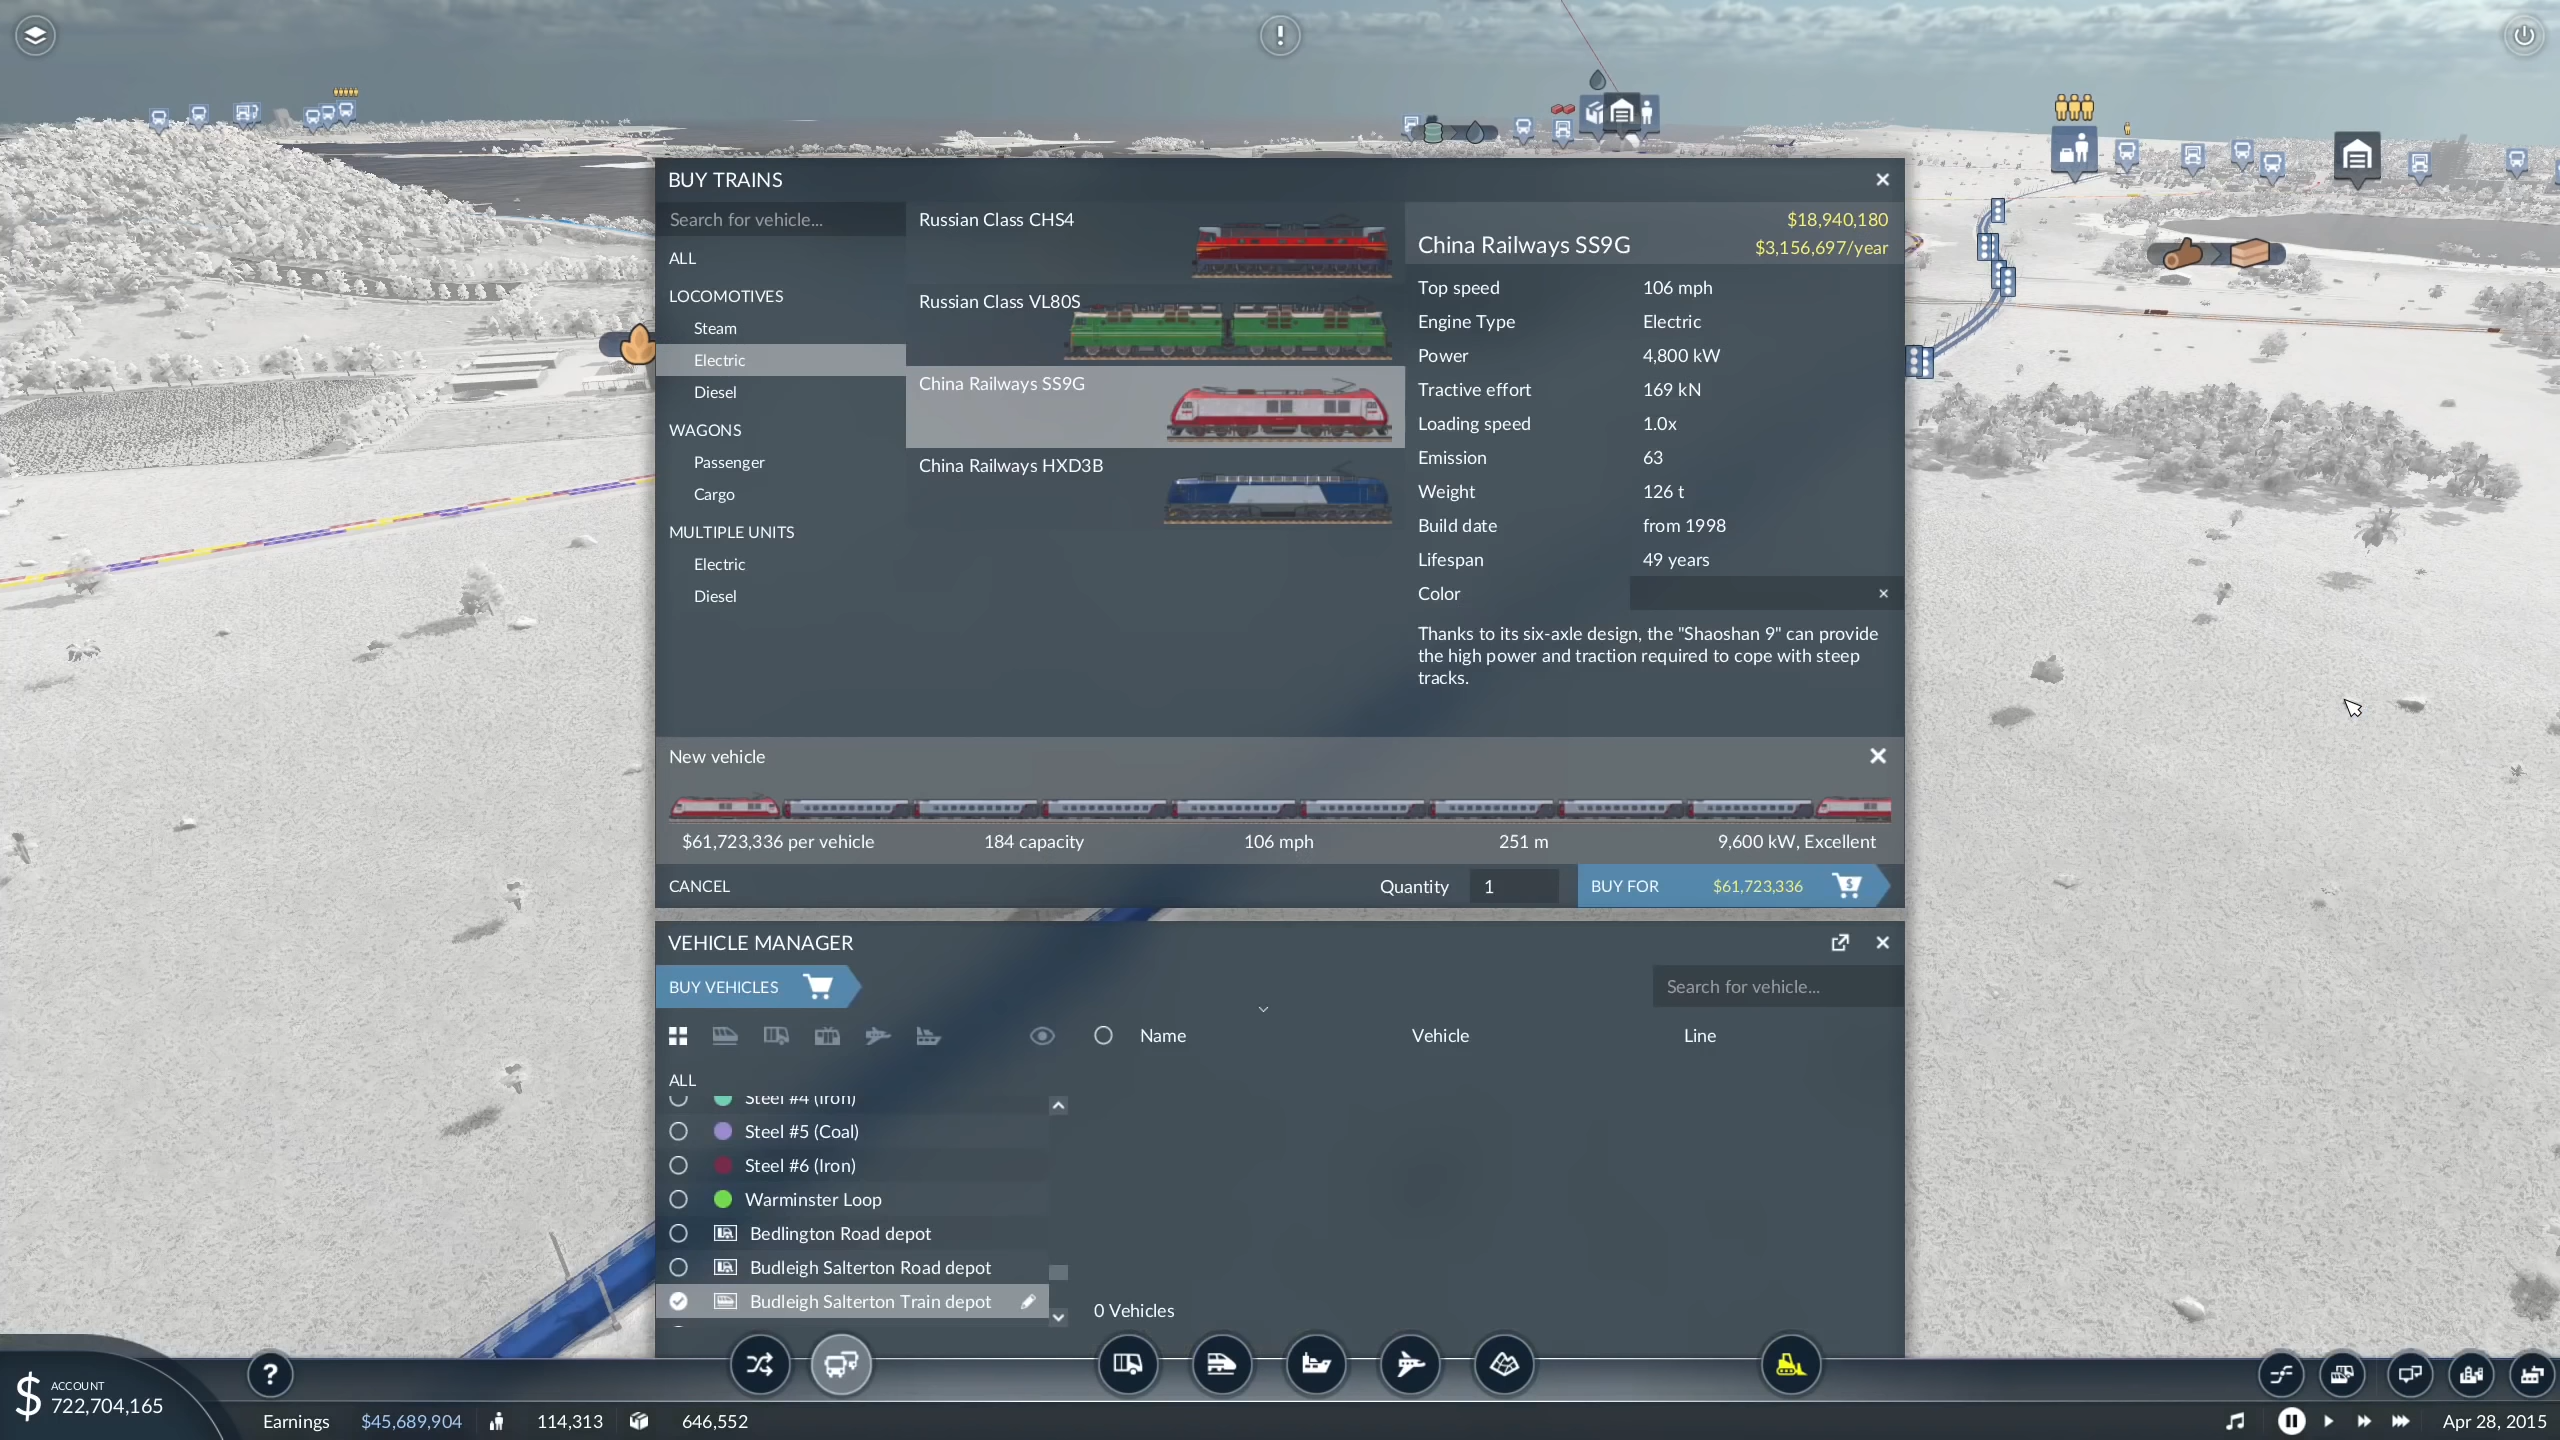 BUY TRAINS
Search for vehicle...
ALL
LOCOMOTIVES
Steam
Electric
Diesel
WAGONS
Passenger
Cargo
MULTIPLE UNITS
Electric
Diesel
Russian Class CHS4
Russian Class VL80S
China Railways SS9G
China Railways HXD3B
China Railways SS9G
$18,940,180
$3,156,697/year
Top speed 106 mph
Engine Type Electric
Power 4,800 kW
Tractive effort 169 kN
Loading speed 1.0x
Emission 63
Weight 126 t
Build date from 1998
Lifespan 49 years
Color
Thanks to its six-axle design, the "Shaoshan 9" can provide
the high power and traction required to cope with steep
tracks.
New vehicle
$61,723,336 per vehicle 184 capacity 106 mph 251 m 9,600 kW, Excellent
CANCEL Quantity 1 BUY FOR $61,723,336
VEHICLE MANAGER
BUY VEHICLES Search for vehicle...
Name Vehicle Line
ALL
Steel #4 (Iron)
Steel #5 (Coal)
Steel #6 (Iron)
Warminster Loop
Bedlington Road depot
Budleigh Salterton Road depot
Budleigh Salterton Train depot
0 Vehicles
$ ACCOUNT
722,704,165
?
Earnings $45,689,904 114,313 646,552 Apr 28, 2015